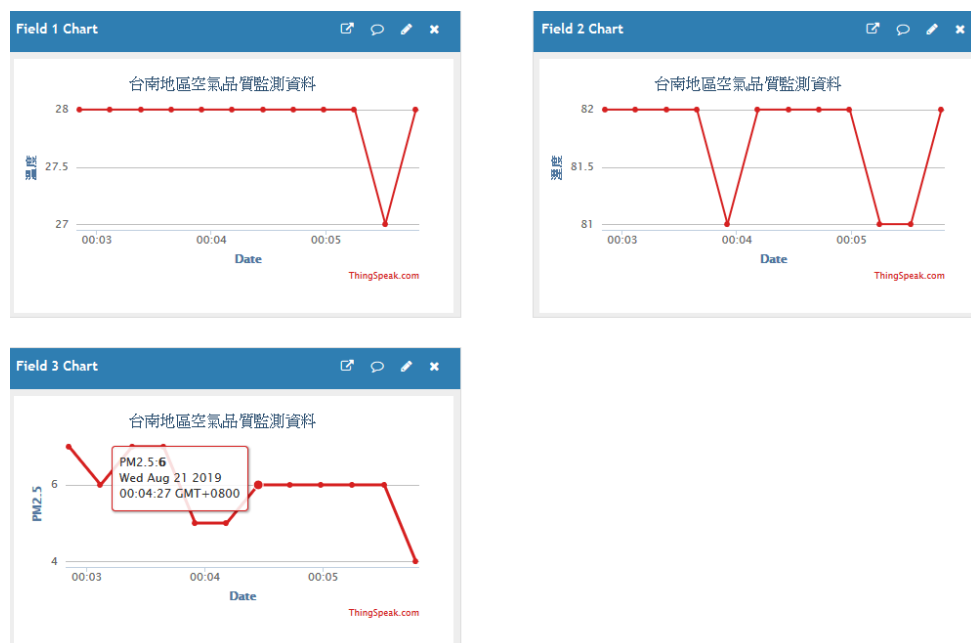 Field 1 Chart
台南地區空氣品質監測資料
28
27.5
27
溫度
00:03 00:04 00:05
Date
ThingSpeak.com
Field 2 Chart
台南地區空氣品質監測資料
82
81.5
81
溼度
00:03 00:04 00:05
Date
ThingSpeak.com
Field 3 Chart
台南地區空氣品質監測資料
PM2.5:6
Wed Aug 21 2019
00:04:27 GMT+0800
6
4
PM2.5
00:03 00:04 00:05
Date
ThingSpeak.com